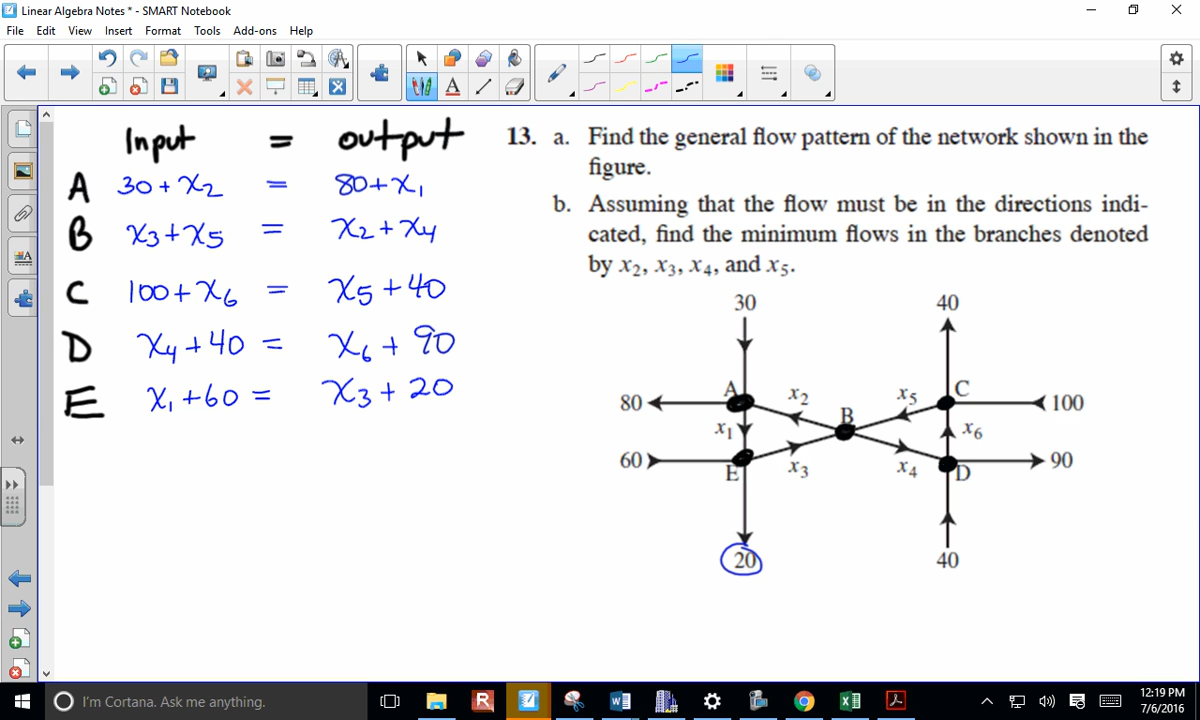 Linear Algebra Notes * - SMART Notebook
File Edit View Insert Format Tools Add-ons Help
Input = output
A 30 + x₂ = 80 + x₁
B x₃ + x₅ = x₂ + x₄
C 100 + x₆ = x₅ + 40
D x₄ + 40 = x₆ + 90
E x₁ + 60 = x₃ + 20
13. a. Find the general flow pattern of the network shown in the
figure.
b. Assuming that the flow must be in the directions indi-
cated, find the minimum flows in the branches denoted
by x₂, x₃, x₄, and x₅.
30 40
A x₂ x₅ C
80 B 100
x₁ x₆
60 90
E x₃ x₄ D
20 40
I'm Cortana. Ask me anything.
12:19 PM
7/6/2016